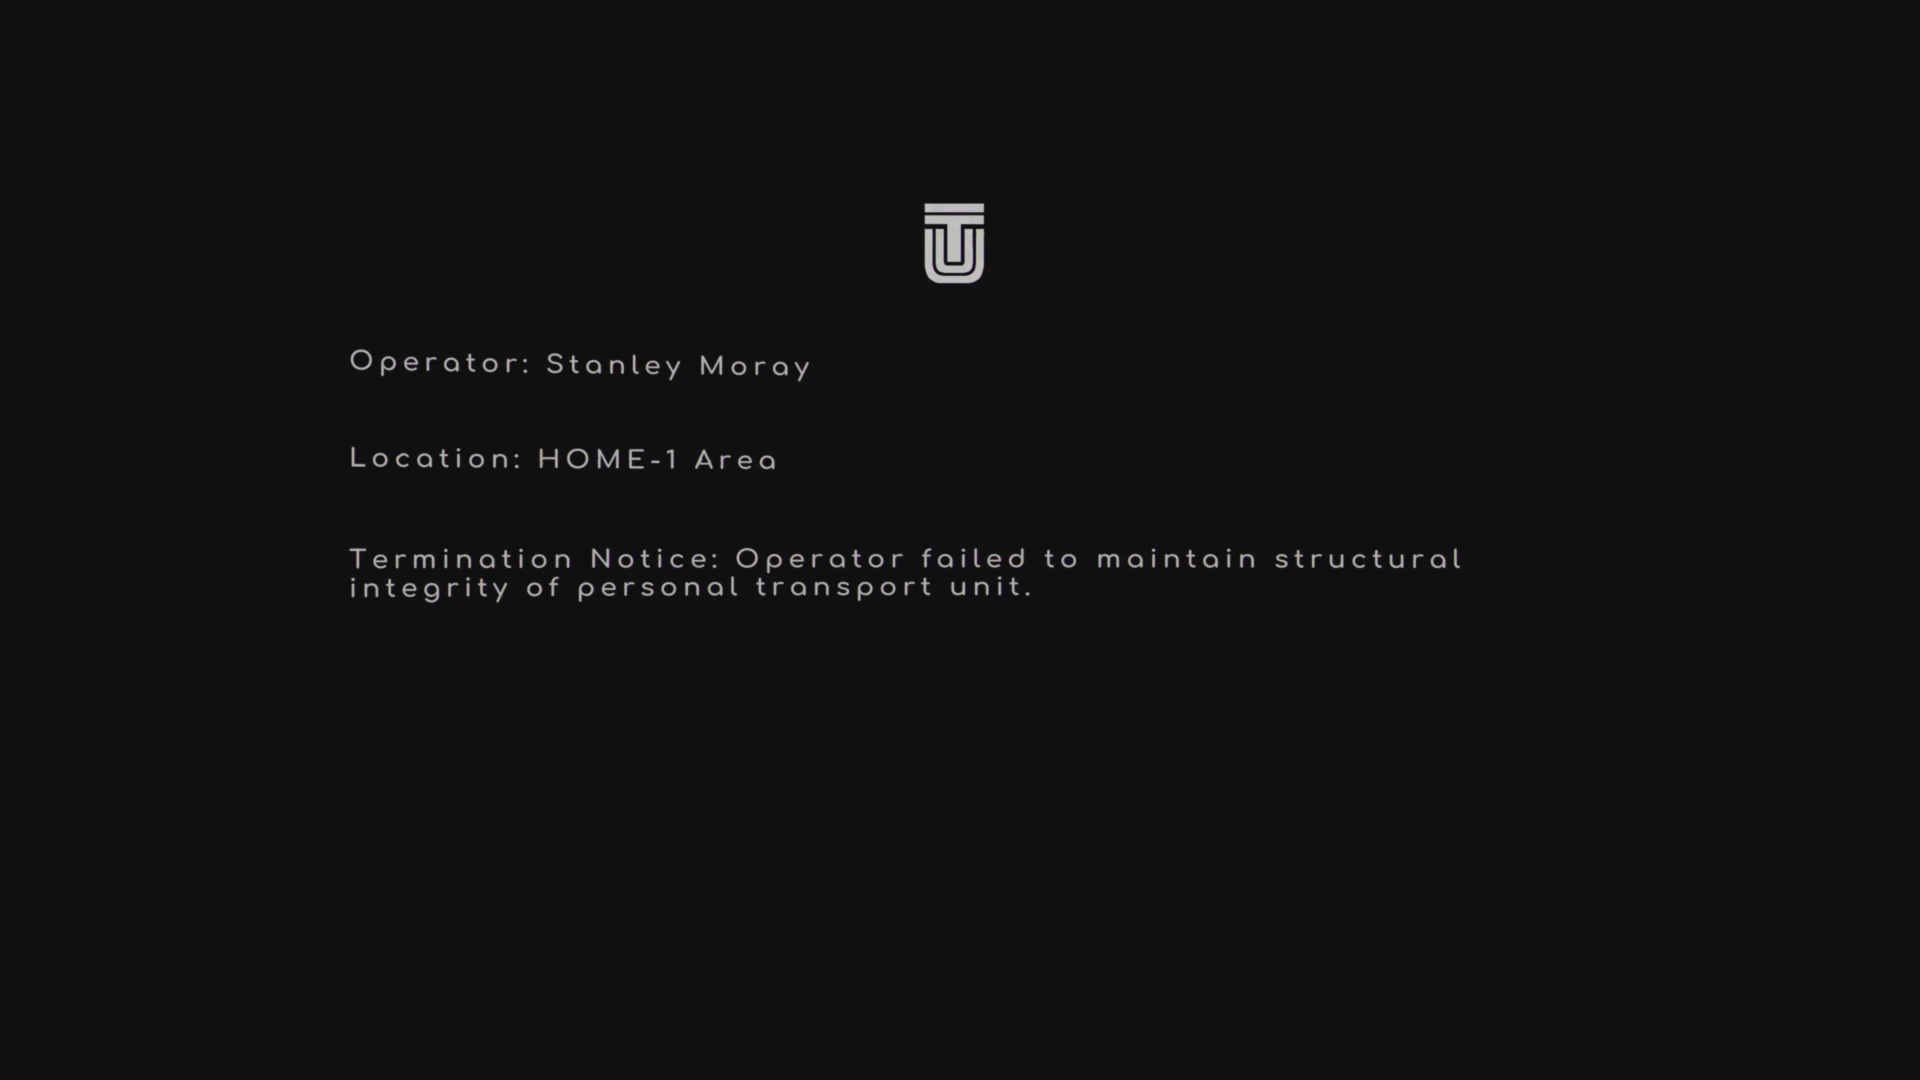 Operator: Stanley Moray
Location: HOME-1 Area
Termination Notice: Operator failed to maintain structural
integrity of personal transport unit.